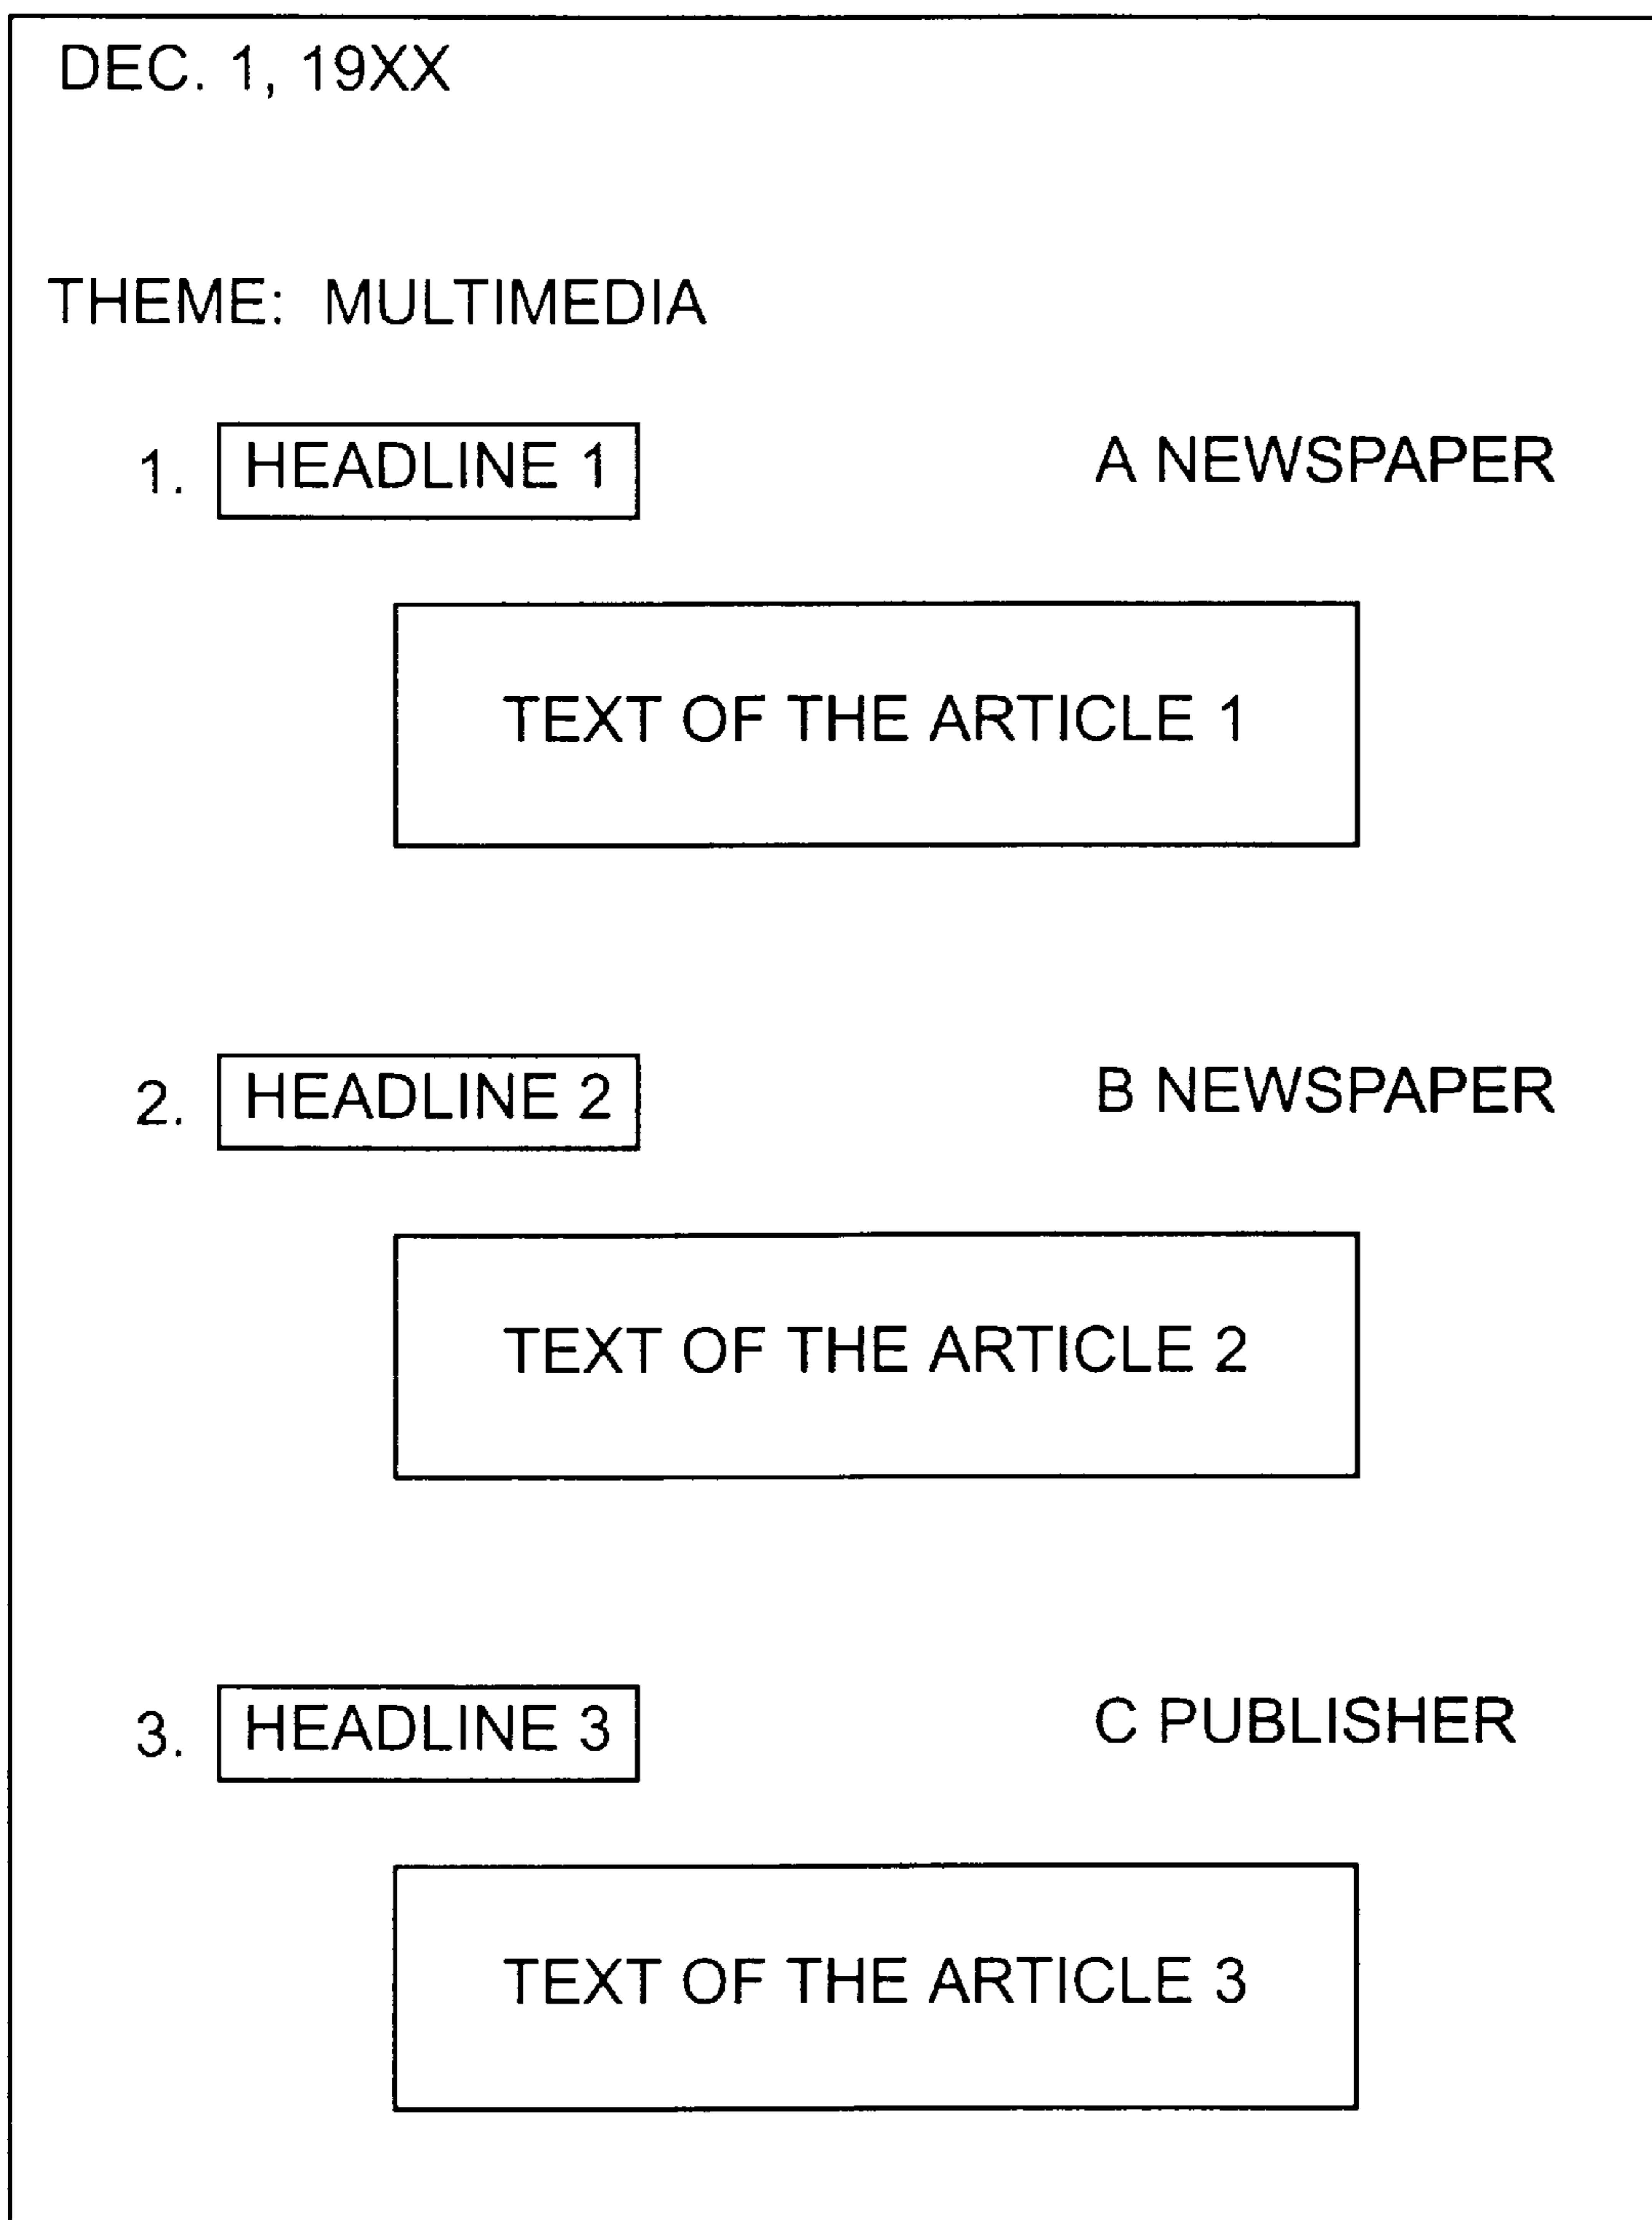 DEC. 1, 19XX
THEME: MULTIMEDIA
1. HEADLINE 1 A NEWSPAPER
TEXT OF THE ARTICLE 1
2. HEADLINE 2 B NEWSPAPER
TEXT OF THE ARTICLE 2
3. HEADLINE 3 C PUBLISHER
TEXT OF THE ARTICLE 3